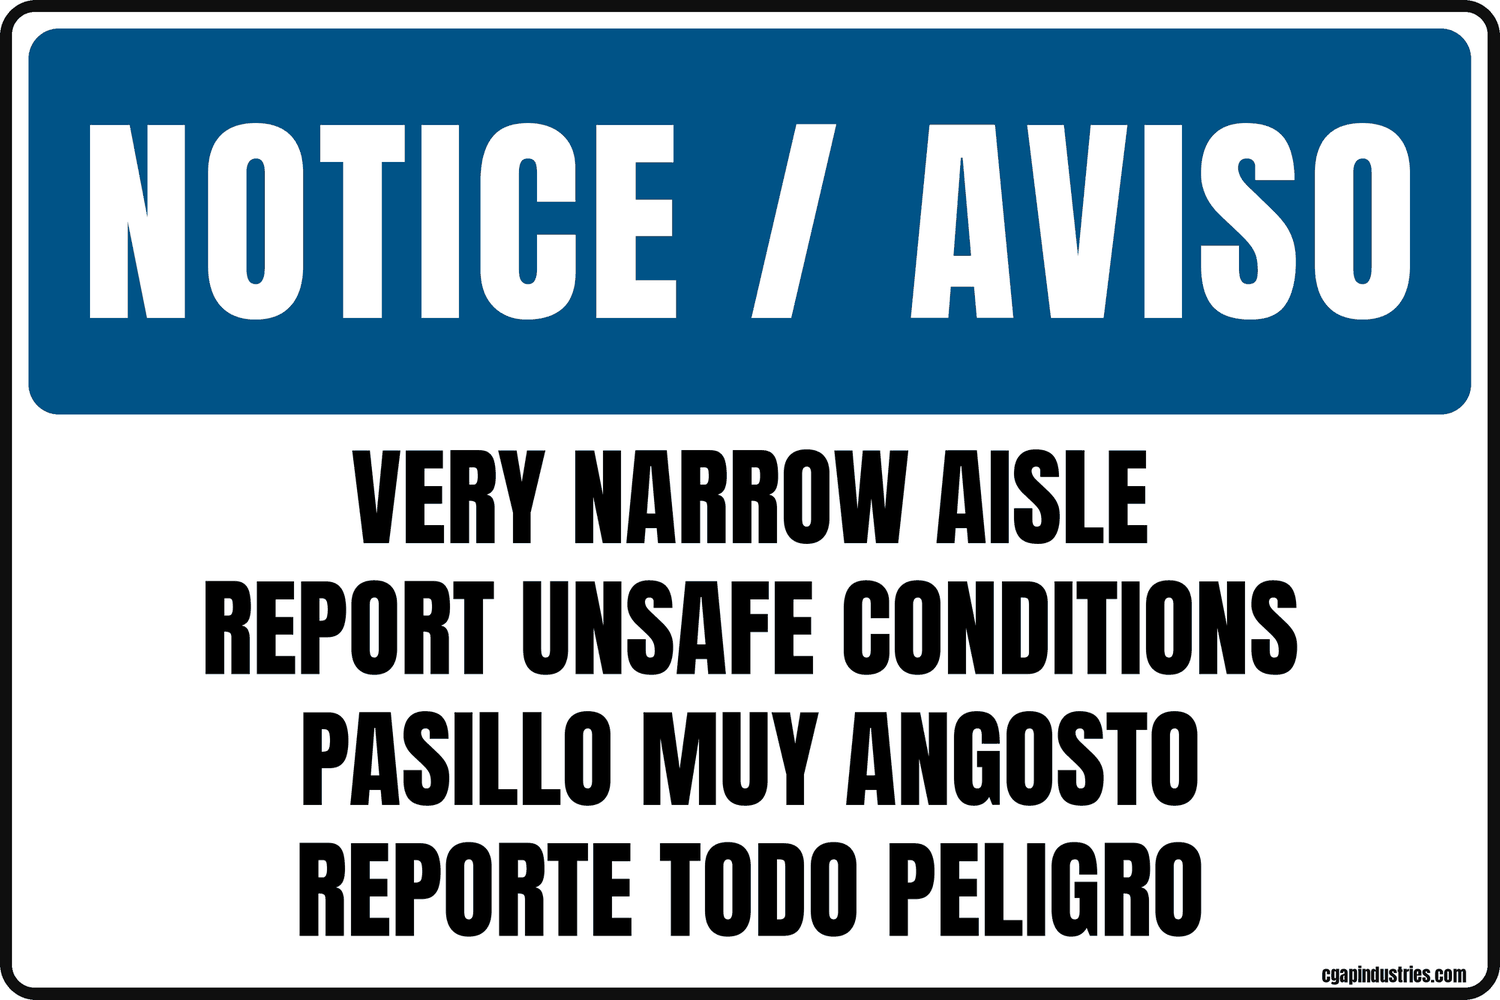 NOTICE / AVISO
VERY NARROW AISLE
REPORT UNSAFE CONDITIONS
PASILLO MUY ANGOSTO
REPORTE TODO PELIGRO
cgapindustries.com